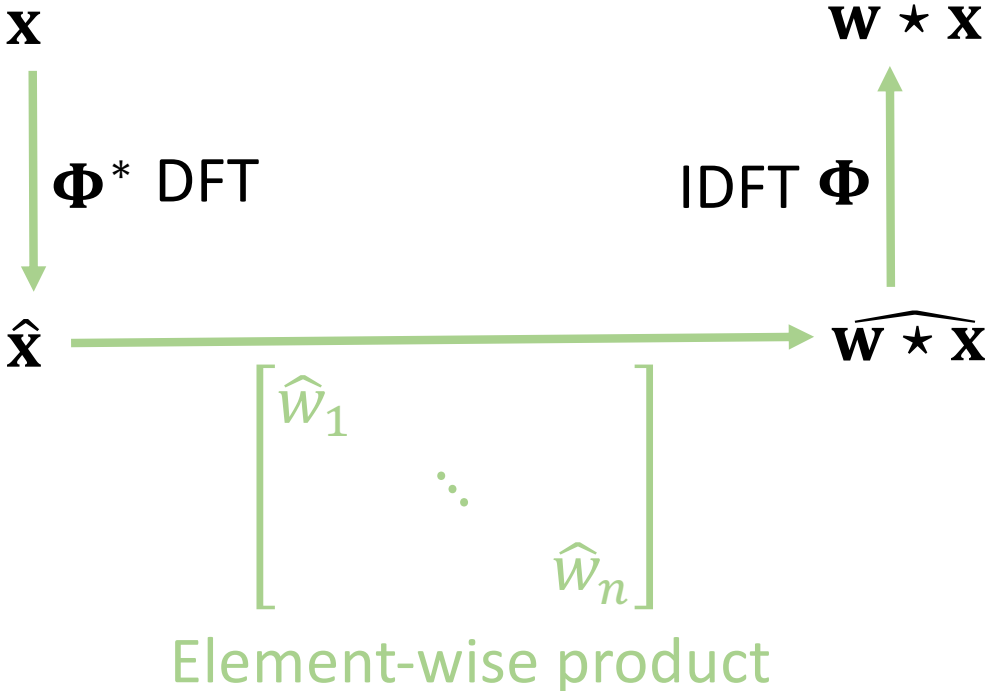 𝐱 𝐰 ⋆ 𝐱
𝚽* DFT IDFT 𝚽
𝐱̂ 𝐰 ⋆ 𝐱̂
ŵ₁
⋱
ŵₙ
Element-wise product